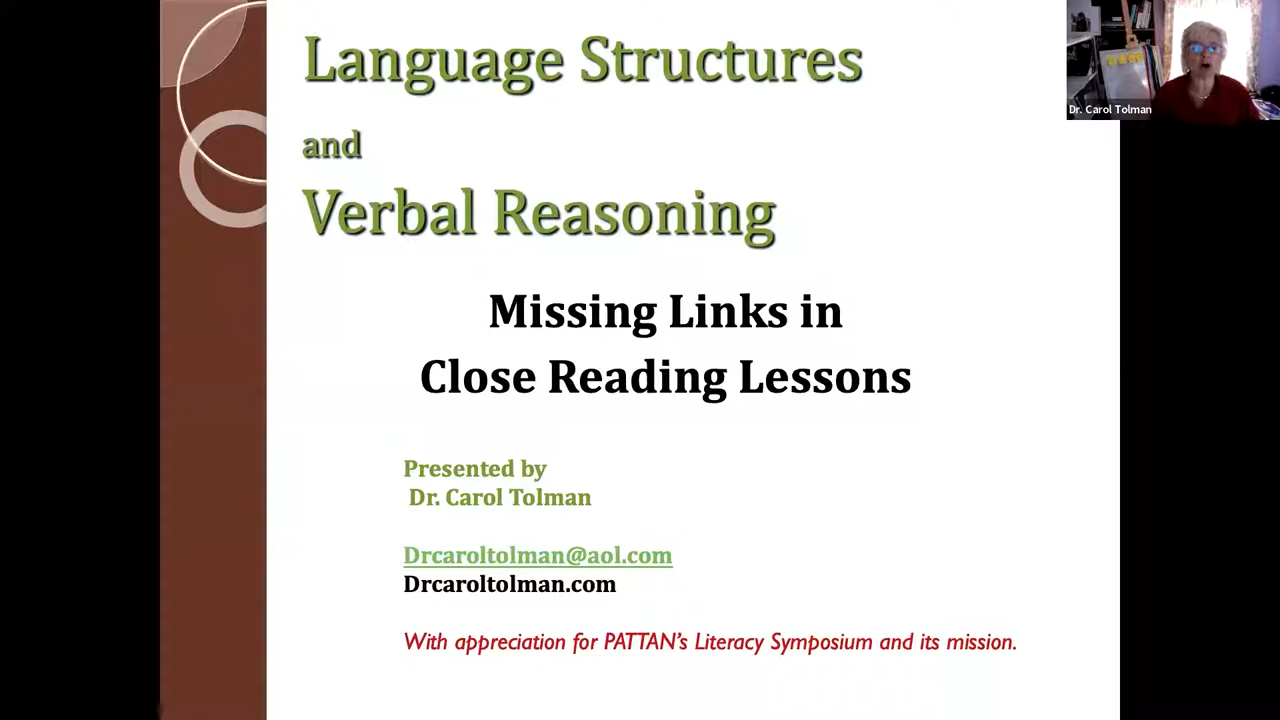 Language Structures
and
Verbal Reasoning
Missing Links in
Close Reading Lessons
Presented by
Dr. Carol Tolman
Drcaroltolman@aol.com
Drcaroltolman.com
With appreciation for PATTAN's Literacy Symposium and its mission.
Dr. Carol Tolman